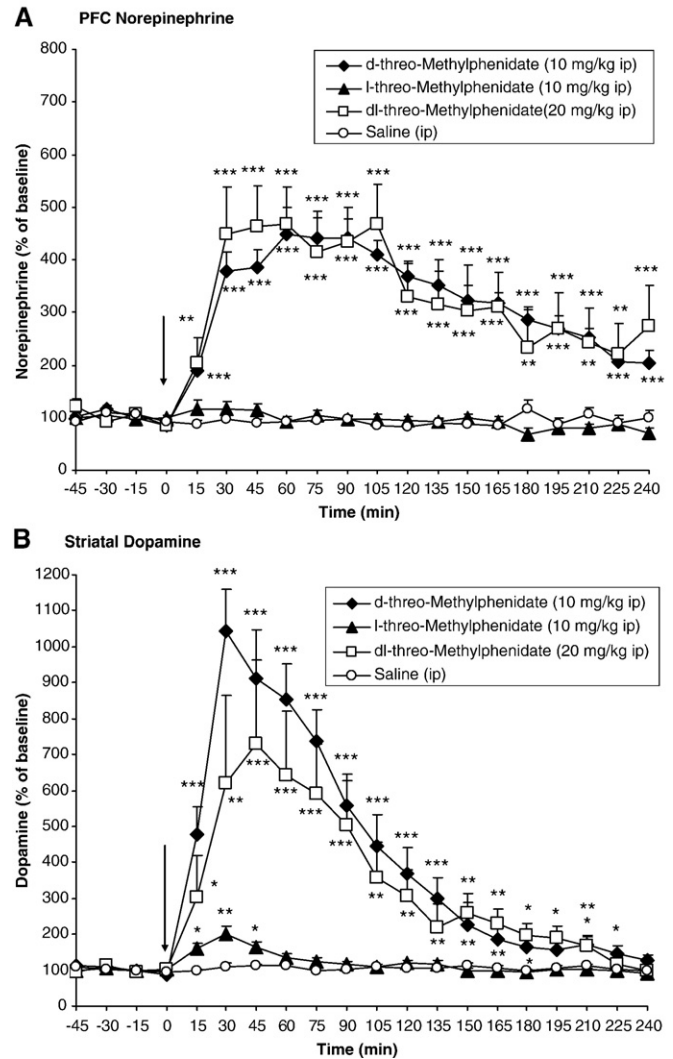 A PFC Norepinephrine
800
700
600
500
400
300
200
100
0
Norepinephrine (% of baseline)
d-threo-Methylphenidate (10 mg/kg ip)
l-threo-Methylphenidate (10 mg/kg ip)
dl-threo-Methylphenidate(20 mg/kg ip)
Saline (ip)
*** *** *** *** *** ***
*** *** *** ***
*** *** ***
** *** *** *** ***
*** *** *** *** *** ** ***
*** *** *** *** ** *** ** ***
-45 -30 -15 0 15 30 45 60 75 90 105 120 135 150 165 180 195 210 225 240
Time (min)
B Striatal Dopamine
1200
1100
1000
900
800
700
600
500
400
300
200
100
0
Dopamine (% of baseline)
d-threo-Methylphenidate (10 mg/kg ip)
l-threo-Methylphenidate (10 mg/kg ip)
dl-threo-Methylphenidate (20 mg/kg ip)
Saline (ip)
***
***
***
***
*** *** *** ***
** *** *** *** ***
*** ***
* ** ** ** ** ** * * ** * *
* ** * ** ** *
-45 -30 -15 0 15 30 45 60 75 90 105 120 135 150 165 180 195 210 225 240
Time (min)